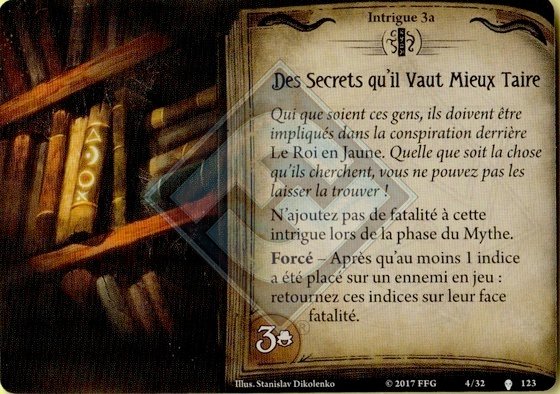 Intrigue 3a
Des Secrets qu'il Vaut Mieux Taire
Qui que soient ces gens, ils doivent être
impliqués dans la conspiration derrière
Le Roi en Jaune. Quelle que soit la chose
qu'ils cherchent, vous ne pouvez pas les
laisser la trouver !
N'ajoutez pas de fatalité à cette
intrigue lors de la phase du Mythe.
Forcé – Après qu'au moins 1 indice
a été placé sur un ennemi en jeu :
retournez ces indices sur leur face
fatalité.
3
Illus. Stanislav Dikolenko
© 2017 FFG
4/32
123